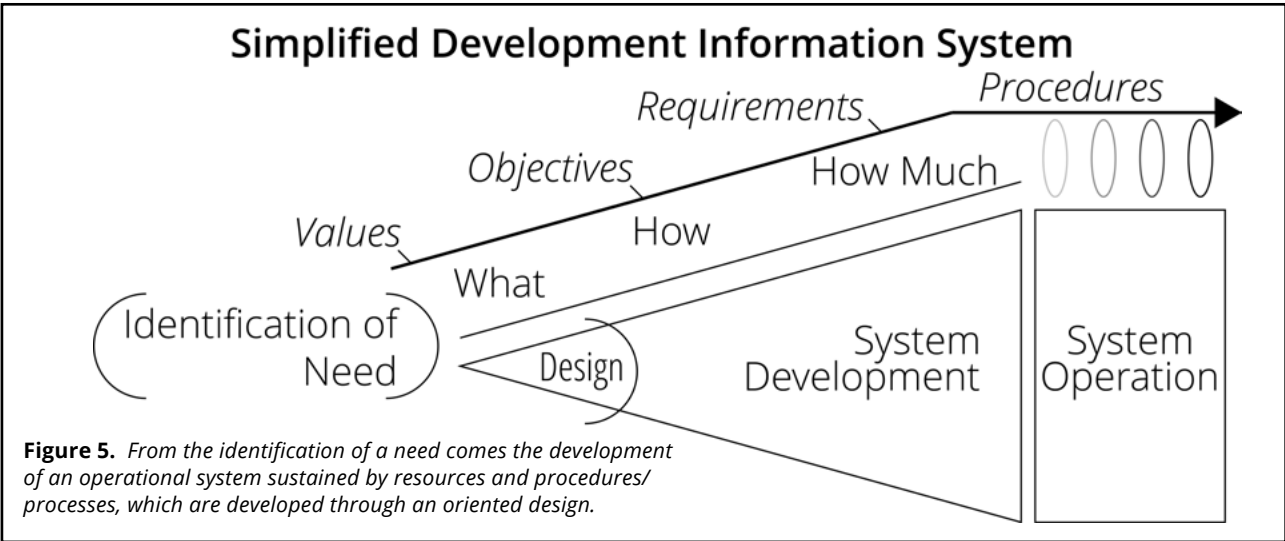 Simplified Development Information System
Procedures
Requirements
Objectives
How Much
Values
How
What
Identification of
Need
Design
System
Development
System
Operation
Figure 5. From the identification of a need comes the development
of an operational system sustained by resources and procedures/
processes, which are developed through an oriented design.